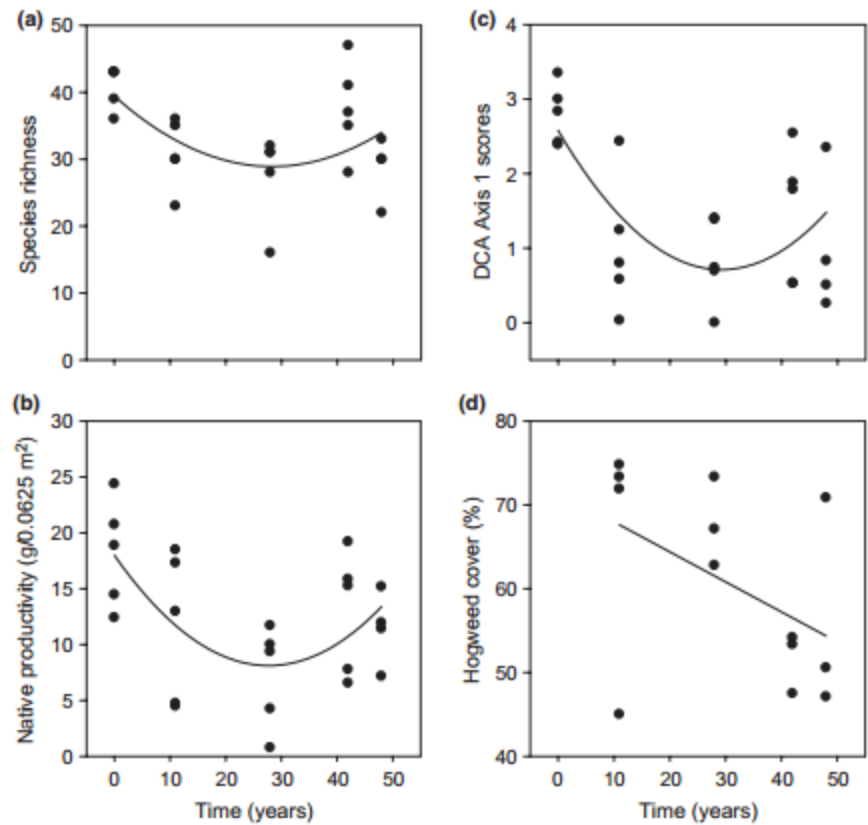 (a)
50
40
30
20
10
0
Species richness
(c)
4
3
2
1
0
DCA Axis 1 scores
(b)
30
25
20
15
10
5
0
Native productivity (g/0.0625 m²)
0 10 20 30 40 50
Time (years)
(d)
80
70
60
50
40
Hogweed cover (%)
0 10 20 30 40 50
Time (years)